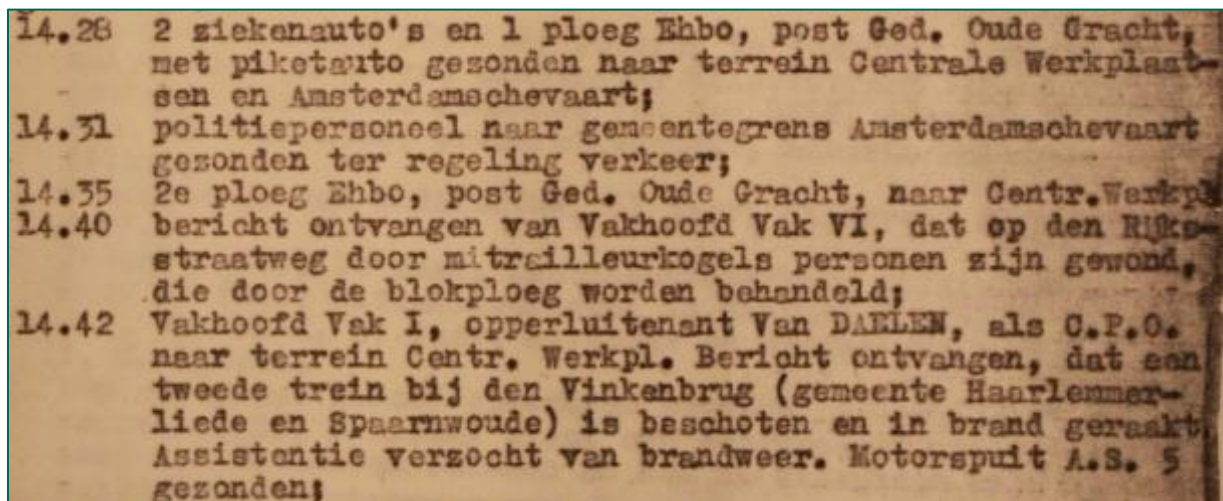 14.28 2 ziekenauto's en 1 ploeg Ehbo, post Ged. Oude Gracht,
met piketauto gezonden naar terrein Centrale Werkplaat-
sen en Amsterdamschevaart;
14.31 politiepersoneel naar gemeentegrens Amsterdamschevaart
gezonden ter regeling verkeer;
14.35 2e ploeg Ehbo, post Ged. Oude Gracht, naar Centr.Werkpl
14.40 bericht ontvangen van Vakhoofd Vak VI, dat op den Rijks-
straatweg door mitrailleurkogels personen zijn gewond,
die door de blokploeg worden behandeld;
14.42 Vakhoofd Vak I, opperluitenant Van DAELEN, als C.P.O.
naar terrein Centr. Werkpl. Bericht ontvangen, dat een
tweede trein bij den Vinkenbrug (gemeente Haarlemmer-
liede en Spaarnwoude) is beschoten en in brand geraakt
Assistentie verzocht van brandweer. Motorspuit A.S. 5
gezonden;